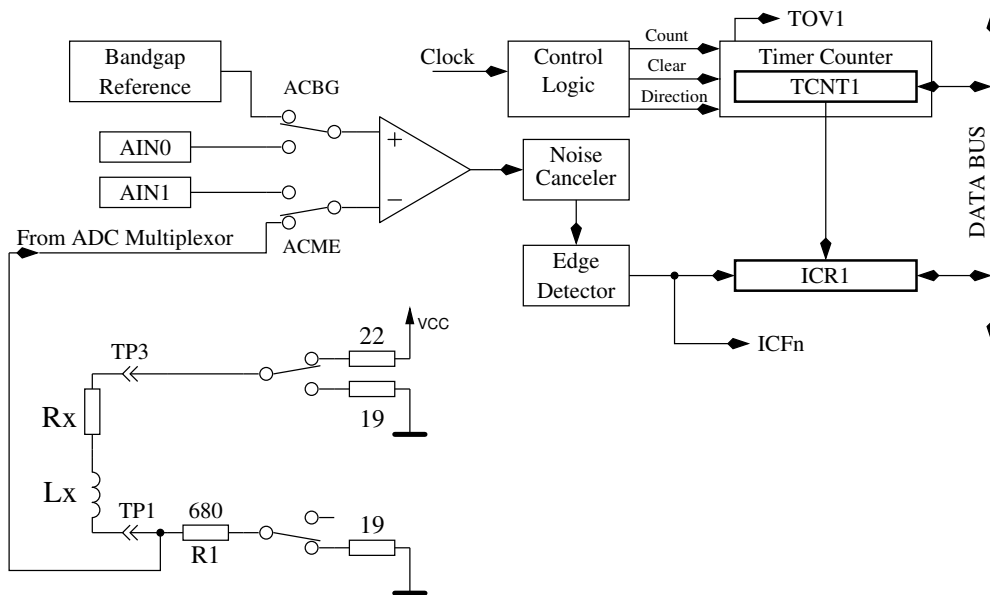 TOV1
Bandgap
Reference
ACBG
Clock
Control
Logic
Count
Clear
Direction
Timer Counter
TCNT1
AIN0
AIN1
+
−
Noise
Canceler
DATA BUS
From ADC Multiplexor
ACME
Edge
Detector
ICR1
ICFn
VCC
22
TP3
19
Rx
Lx
TP1
680
R1
19